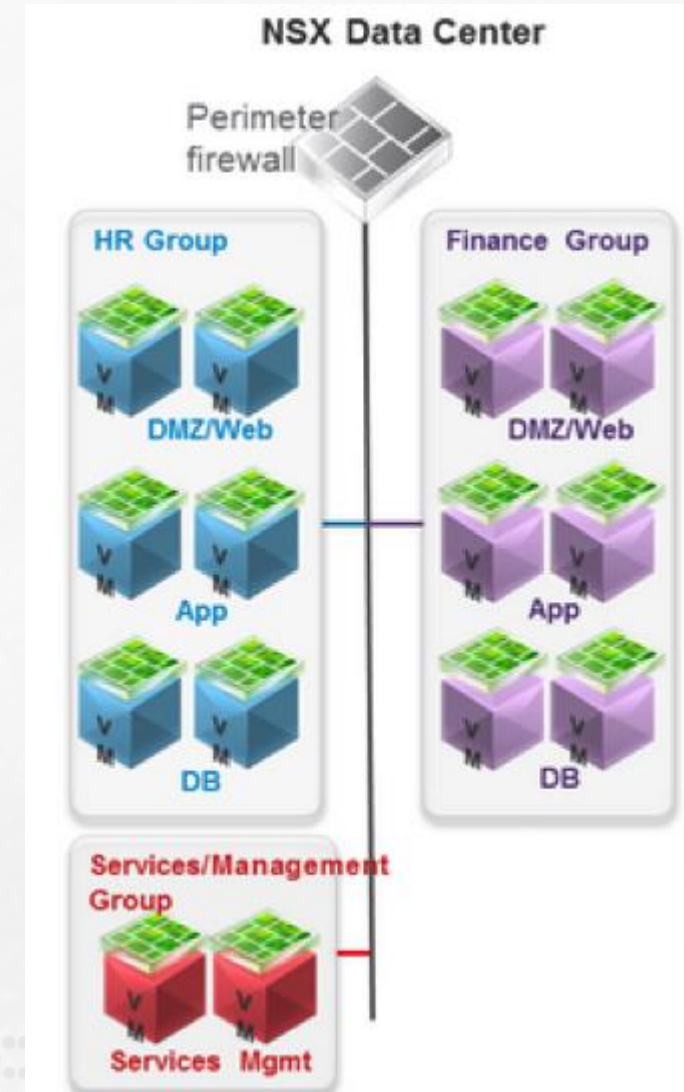 NSX Data Center
Perimeter
firewall
HR Group
V
M
V
M
DMZ/Web
V
M
V
M
App
V
M
V
M
DB
Finance Group
V
M
V
M
DMZ/Web
V
M
V
M
App
V
M
V
M
DB
Services/Management
Group
V
M
V
M
Services Mgmt